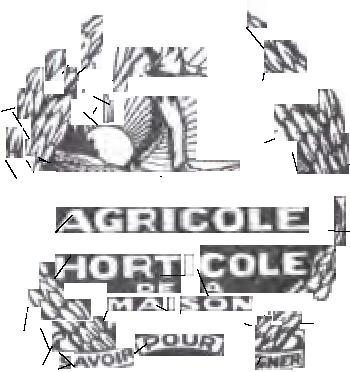 AGRICOLE
HORTICOLE
DE LA
MAISON
SAVOIR POUR